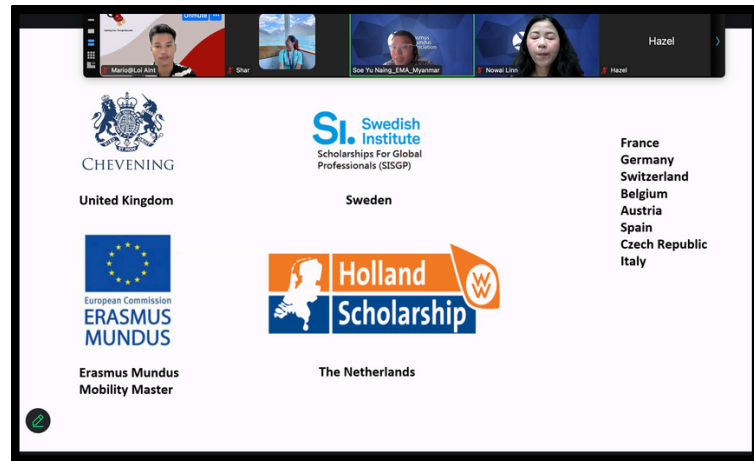 Unmute
Mario@Loi Aint
Shar
Soe Yu Naing_EMA_Myanmar
Nowai Linn
Hazel
Hazel
CHEVENING
United Kingdom
SI. Swedish
Institute
Scholarships For Global
Professionals (SISGP)
Sweden
European Commission
ERASMUS
MUNDUS
Erasmus Mundus
Mobility Master
Holland
Scholarship
W
W
The Netherlands
France
Germany
Switzerland
Belgium
Austria
Spain
Czech Republic
Italy